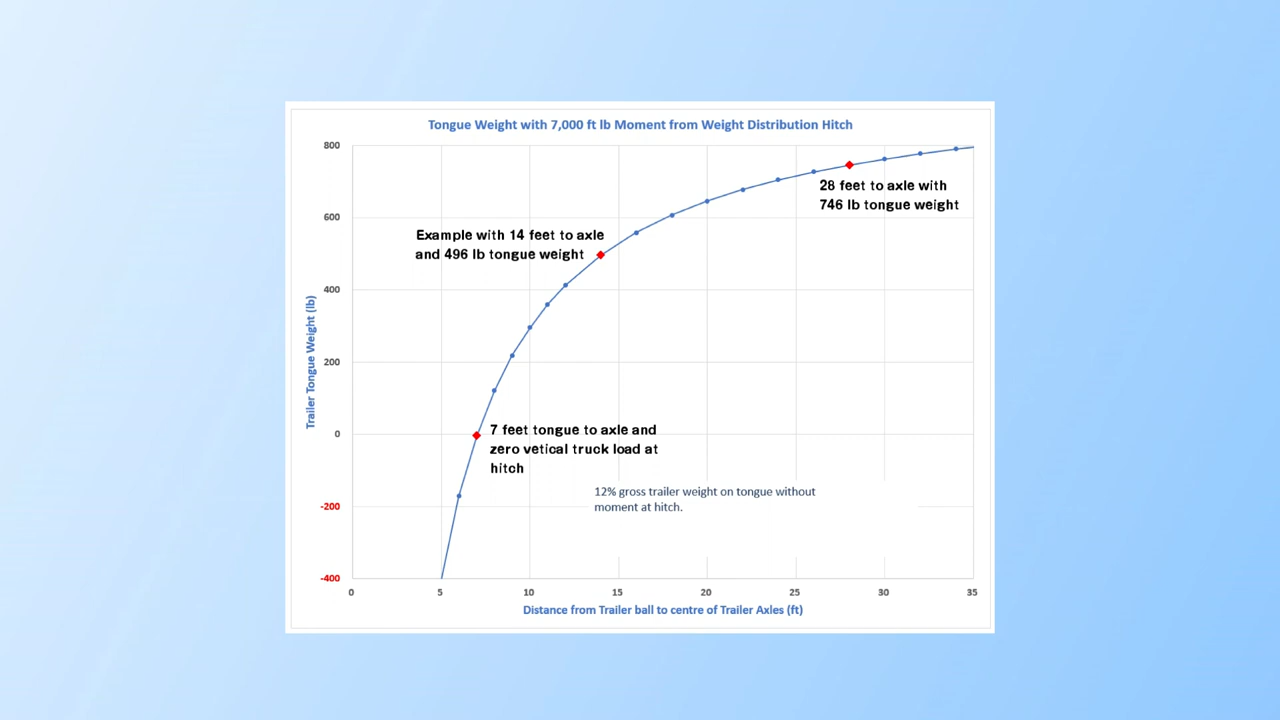 Tongue Weight with 7,000 ft lb Moment from Weight Distribution Hitch
800
600
400
200
0
-200
-400
Trailer Tongue Weight (lb)
28 feet to axle with
746 lb tongue weight
Example with 14 feet to axle
and 496 lb tongue weight
7 feet tongue to axle and
zero vetical truck load at
hitch
12% gross trailer weight on tongue without
moment at hitch.
0 5 10 15 20 25 30 35
Distance from Trailer ball to centre of Trailer Axles (ft)